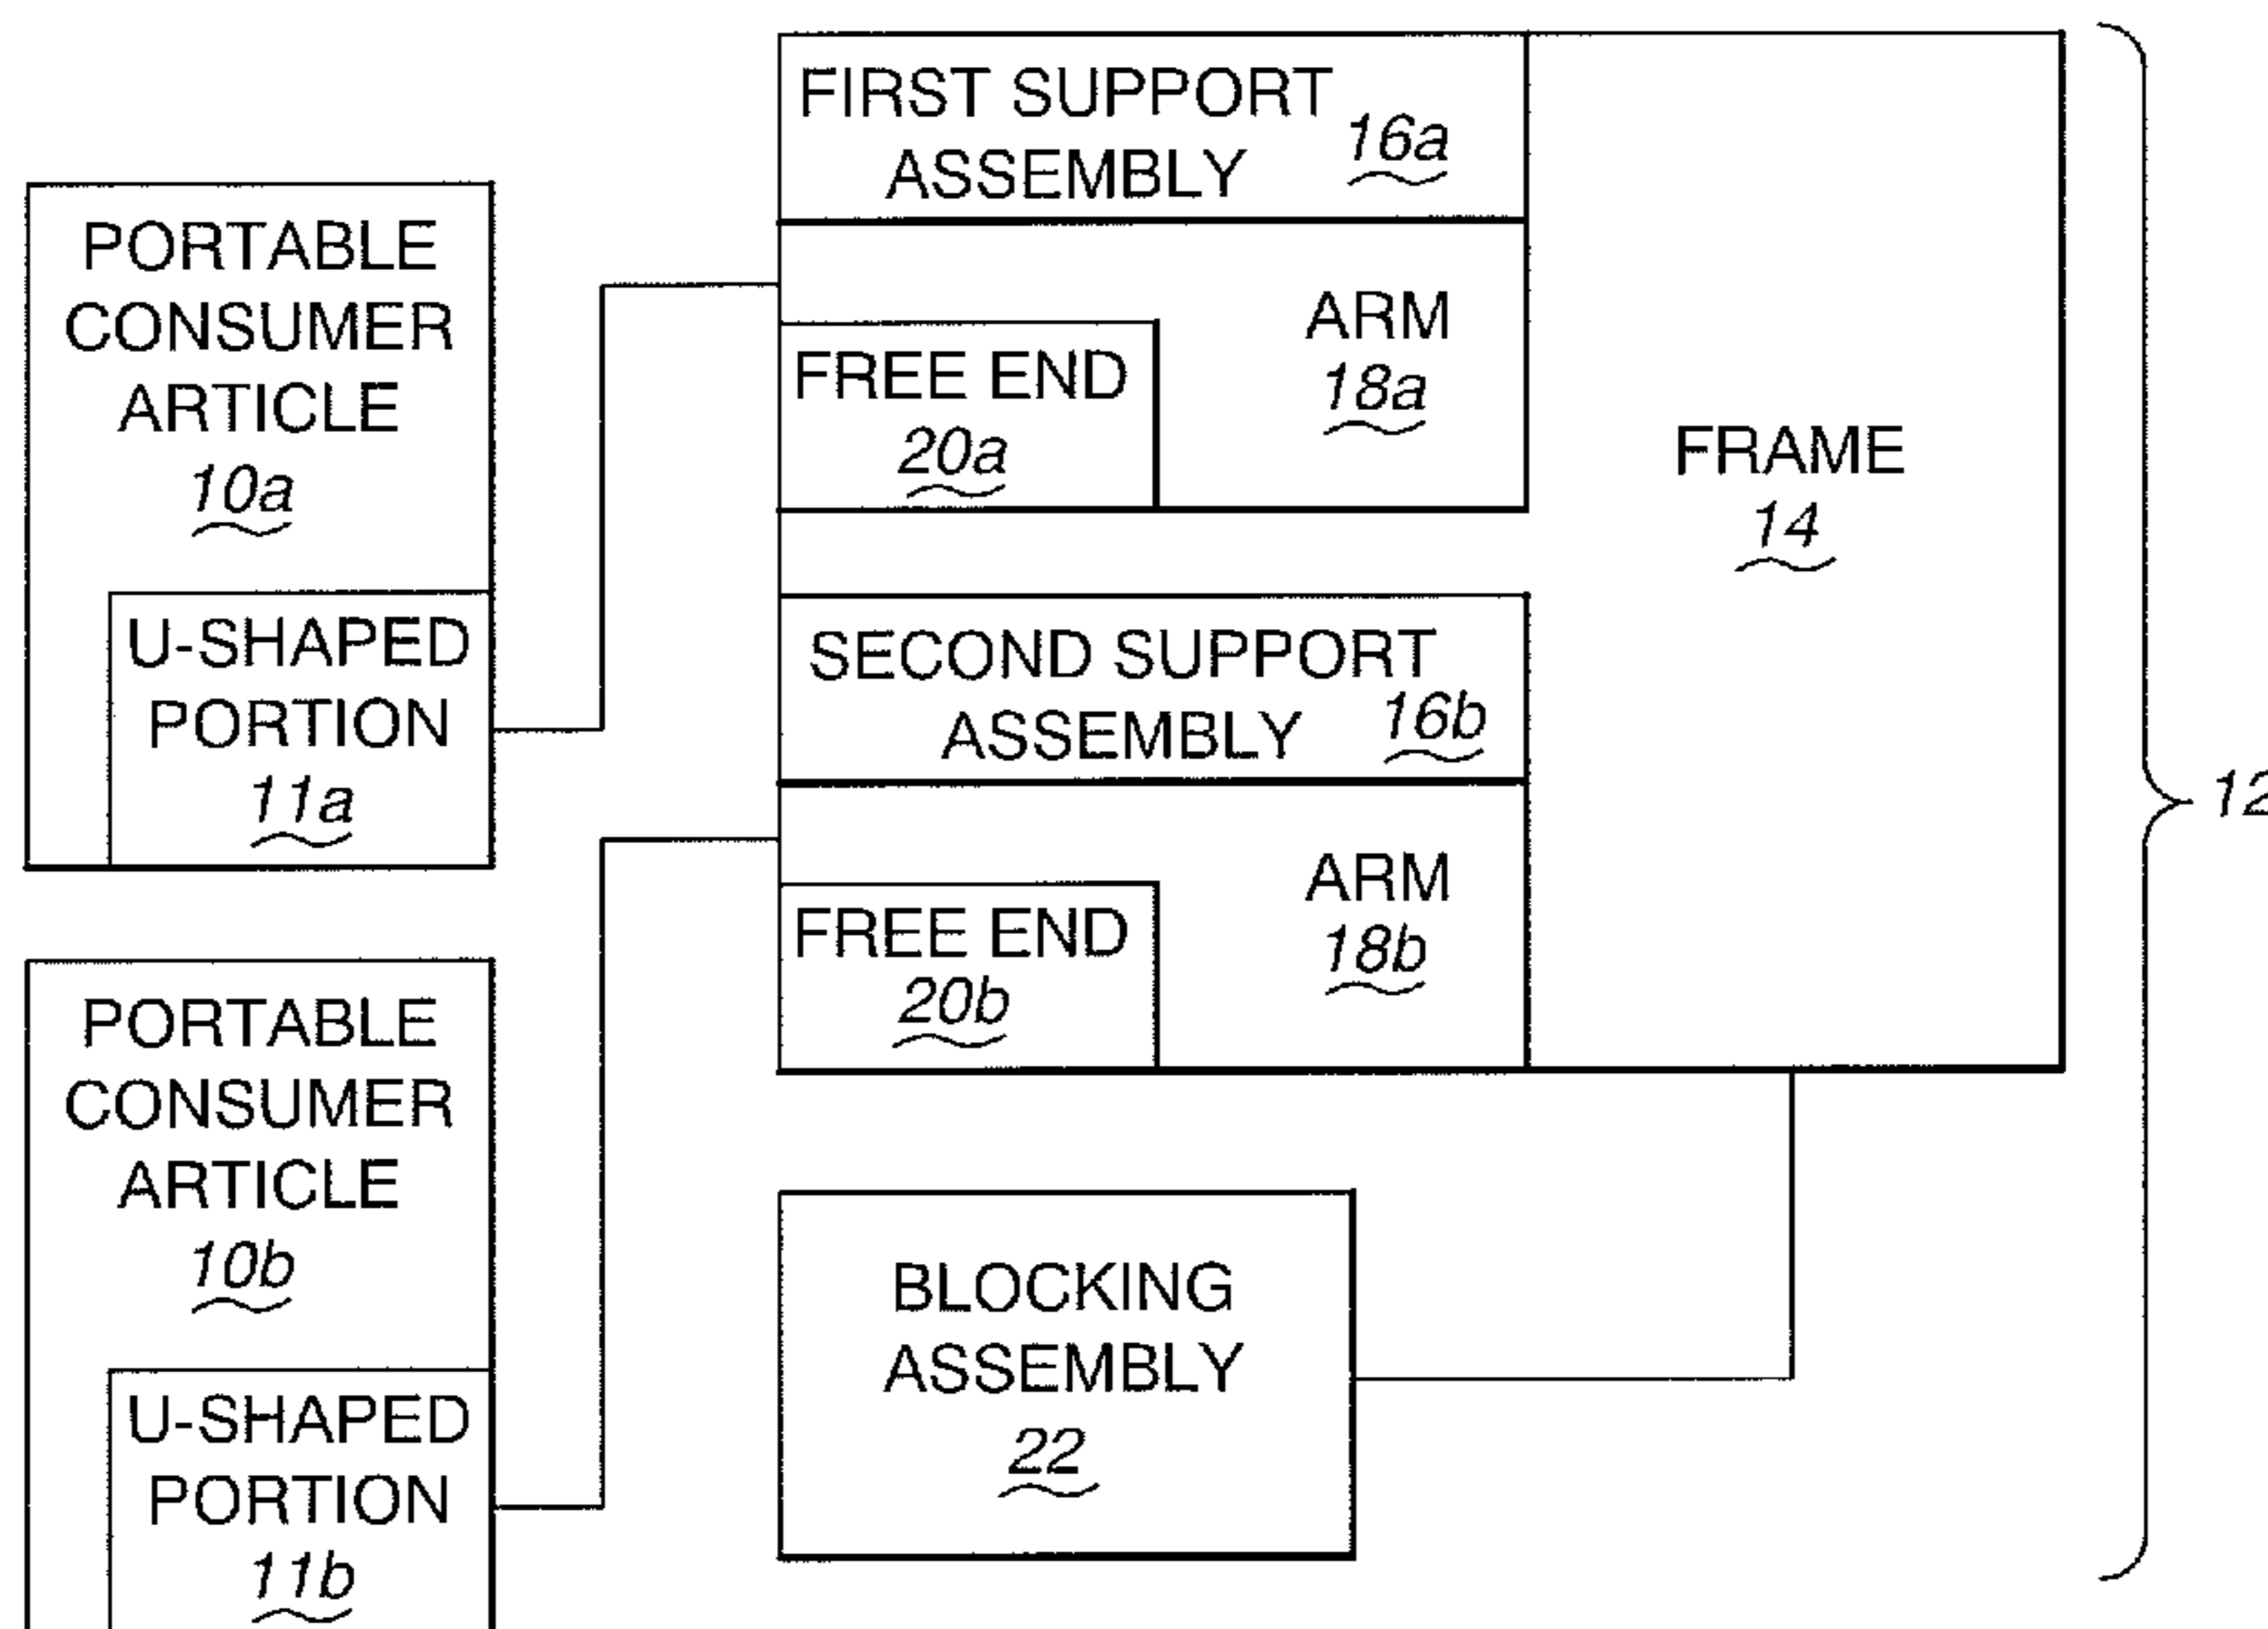 PORTABLE
CONSUMER
ARTICLE
10a
U-SHAPED
PORTION
11a
PORTABLE
CONSUMER
ARTICLE
10b
U-SHAPED
PORTION
11b
FIRST SUPPORT
ASSEMBLY 16a
ARM
18a
FREE END
20a
SECOND SUPPORT
ASSEMBLY 16b
ARM
18b
FREE END
20b
FRAME
14
BLOCKING
ASSEMBLY
22
12